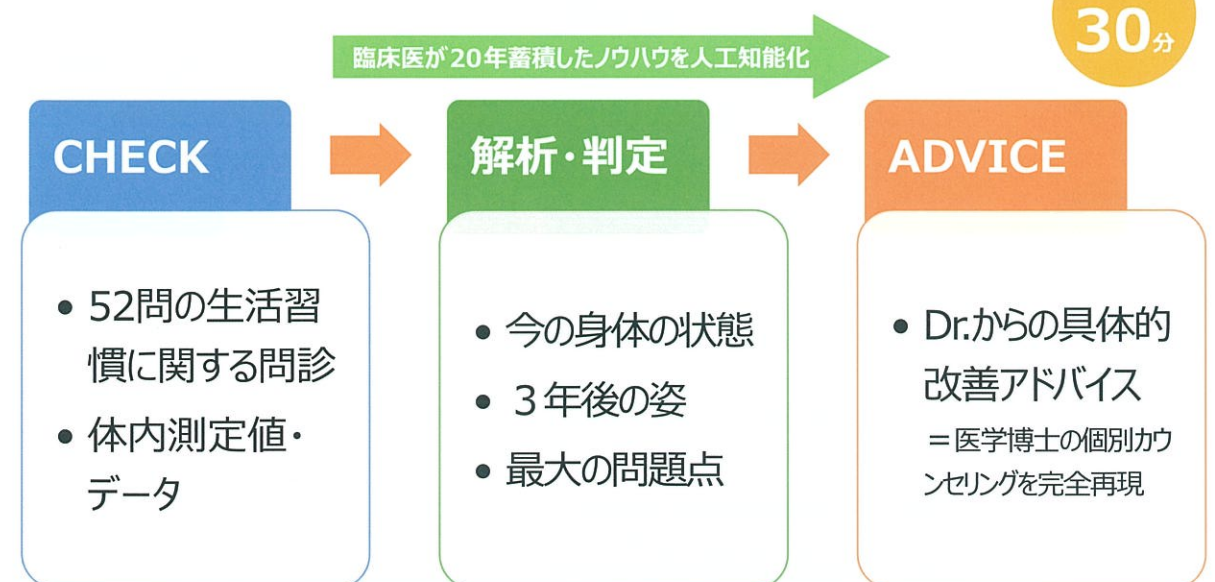 30分
臨床医が20年蓄積したノウハウを人工知能化
CHECK
解析・判定
ADVICE
• 52問の生活習
慣に関する問診
• 体内測定値・
データ
• 今の身体の状態
• ３年後の姿
• 最大の問題点
• Dr.からの具体的
改善アドバイス
＝医学博士の個別カウ
ンセリングを完全再現